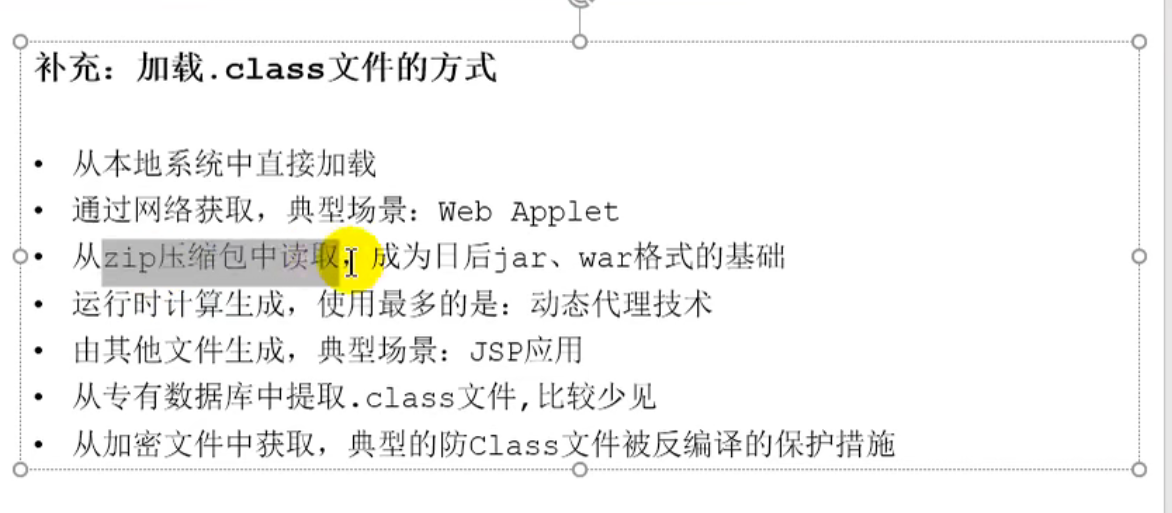 补充：加载.class文件的方式
• 从本地系统中直接加载
• 通过网络获取，典型场景：Web Applet
• 从zip压缩包中读取，成为日后jar、war格式的基础
• 运行时计算生成，使用最多的是：动态代理技术
• 由其他文件生成，典型场景：JSP应用
• 从专有数据库中提取.class文件,比较少见
• 从加密文件中获取，典型的防Class文件被反编译的保护措施